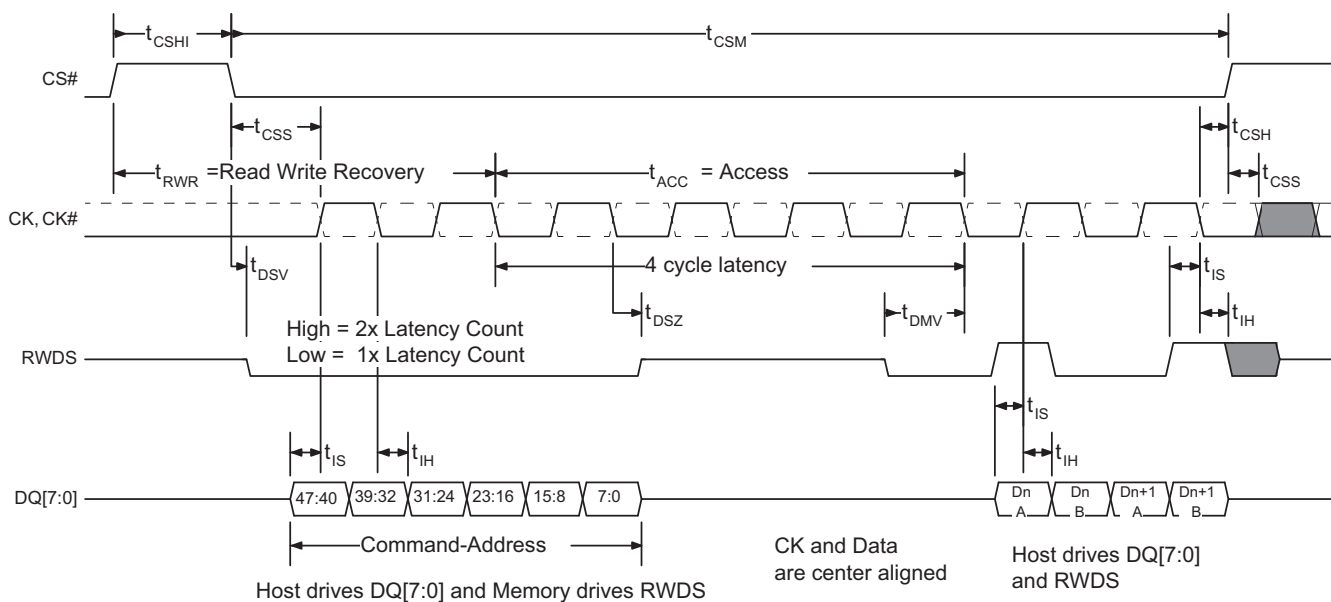 tCSHI
tCSM
CS#
tCSS
tCSH
tRWR =Read Write Recovery
tACC = Access
tCSS
CK, CK#
tDSV
4 cycle latency
tIS
High = 2x Latency Count
Low = 1x Latency Count
tDSZ
tDMV
tIH
RWDS
tIS
tIS
tIH
tIH
DQ[7:0]
47:40 39:32 31:24 23:16 15:8 7:0
Dn A
Dn B
Dn+1 A
Dn+1 B
Command-Address
CK and Data
are center aligned
Host drives DQ[7:0]
and RWDS
Host drives DQ[7:0] and Memory drives RWDS